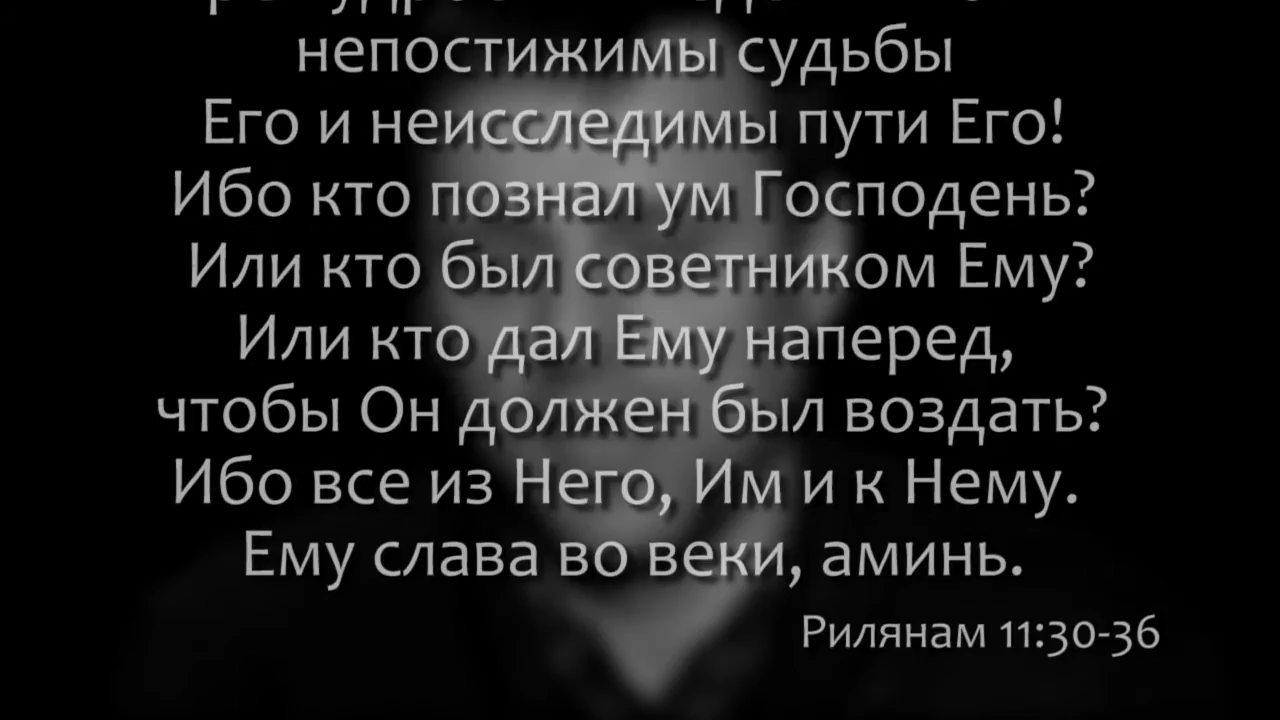 непостижимы судьбы
Его и неисследимы пути Его!
Ибо кто познал ум Господень?
Или кто был советником Ему?
Или кто дал Ему наперед,
чтобы Он должен был воздать?
Ибо все из Него, Им и к Нему.
Ему слава во веки, аминь.
Рилянам 11:30-36